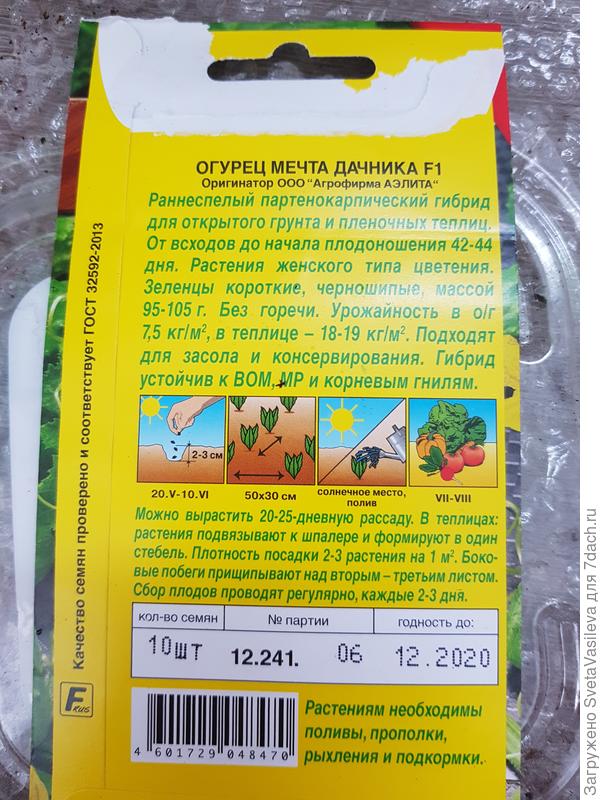 ОГУРЕЦ МЕЧТА ДАЧНИКА F1
Оригинатор ООО "Агрофирма АЭЛИТА"
Раннеспелый партенокарпический гибрид
для открытого грунта и пленочных теплиц.
От всходов до начала плодоношения 42-44
дня. Растения женского типа цветения.
Зеленцы короткие, черношипые, массой
95-105 г. Без горечи. Урожайность в о/г
7,5 кг/м², в теплице – 18-19 кг/м². Подходят
для засола и консервирования. Гибрид
устойчив к ВОМ, МР и корневым гнилям.
2-3 см
20.V-10.VI
50x30 см
солнечное место,
полив
VII-VIII
Можно вырастить 20-25-дневную рассаду. В теплицах:
растения подвязывают к шпалере и формируют в один
стебель. Плотность посадки 2-3 растения на 1 м². Боко-
вые побеги прищипывают над вторым – третьим листом.
Сбор плодов проводят регулярно, каждые 2-3 дня.
кол-во семян № партии годность до:
10шт 12.241. 06 12.2020
4 601729 048470
Растениям необходимы
поливы, прополки,
рыхления и подкормки.
Качество семян проверено и соответствует ГОСТ 32592-2013
F rus
Загружено SvetaVasileva для 7dach.ru